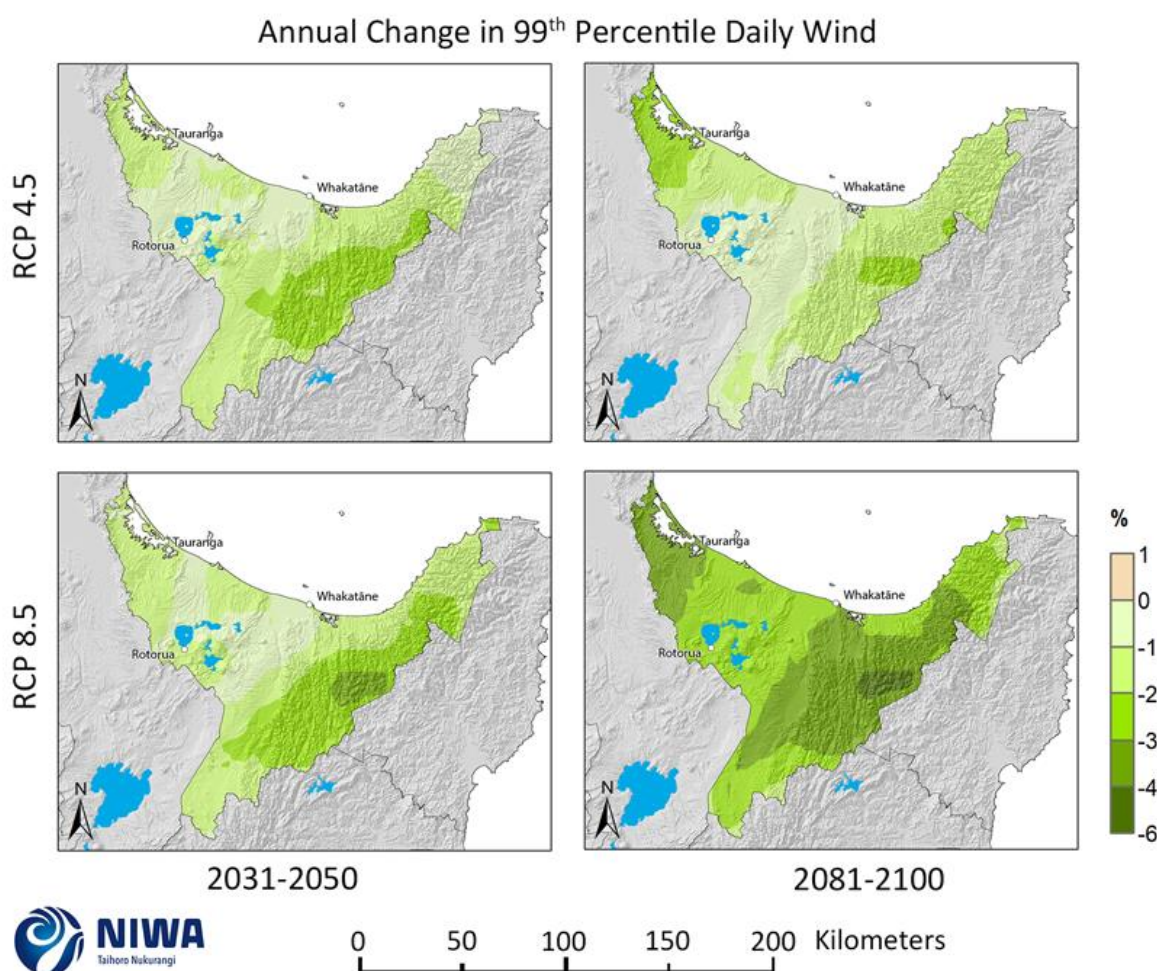 Annual Change in 99th Percentile Daily Wind
RCP 4.5
Tauranga
Whakatāne
Rotorua
N
Tauranga
Whakatāne
Rotorua
N
RCP 8.5
Tauranga
Whakatāne
Rotorua
N
Tauranga
Whakatāne
Rotorua
N
%
1
0
-1
-2
-3
-4
-6
2031-2050
2081-2100
NIWA
Taihoro Nukurangi
0 50 100 150 200 Kilometers